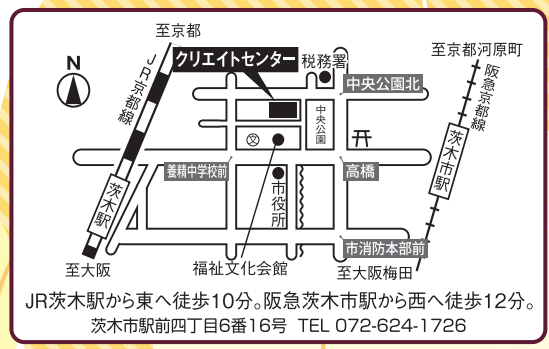 至京都
クリエイトセンター
税務署
至京都河原町
N
JR京都線
中央公園北
阪急京都線
中央公園
文
茨木市駅
養精中学校前
高橋
茨木駅
市役所
市消防本部前
至大阪
福祉文化会館
至大阪梅田
JR茨木駅から東へ徒歩10分。阪急茨木市駅から西へ徒歩12分。
茨木市駅前四丁目6番16号 TEL 072-624-1726